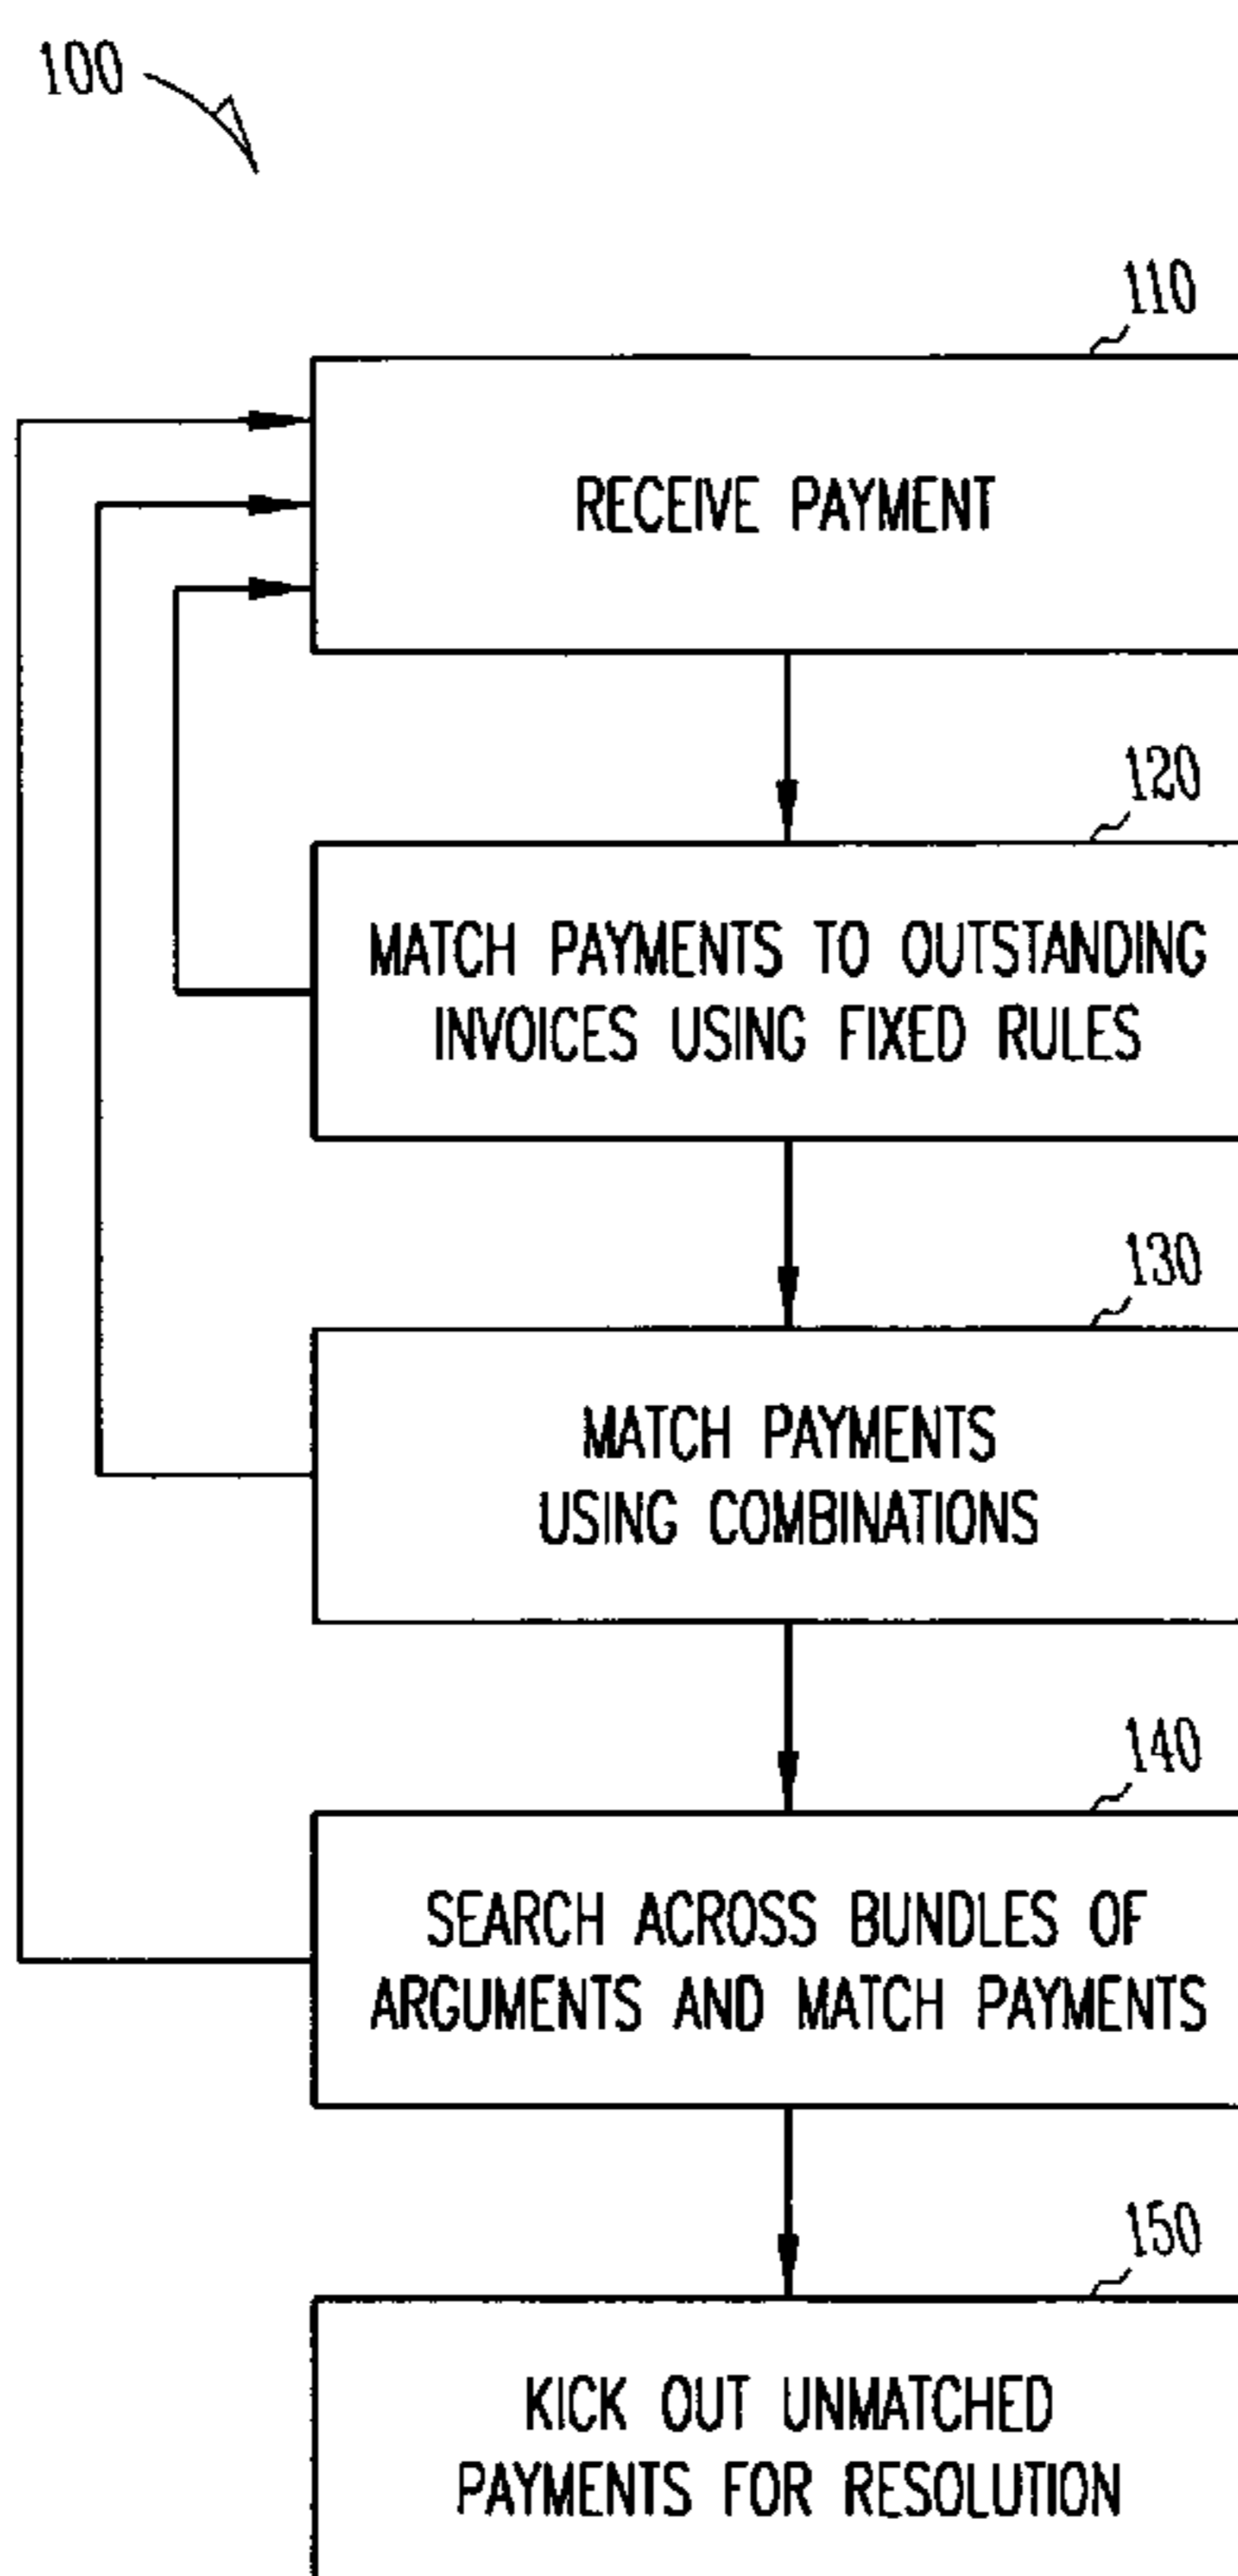 100
110
RECEIVE PAYMENT
120
MATCH PAYMENTS TO OUTSTANDING
INVOICES USING FIXED RULES
130
MATCH PAYMENTS
USING COMBINATIONS
140
SEARCH ACROSS BUNDLES OF
ARGUMENTS AND MATCH PAYMENTS
150
KICK OUT UNMATCHED
PAYMENTS FOR RESOLUTION